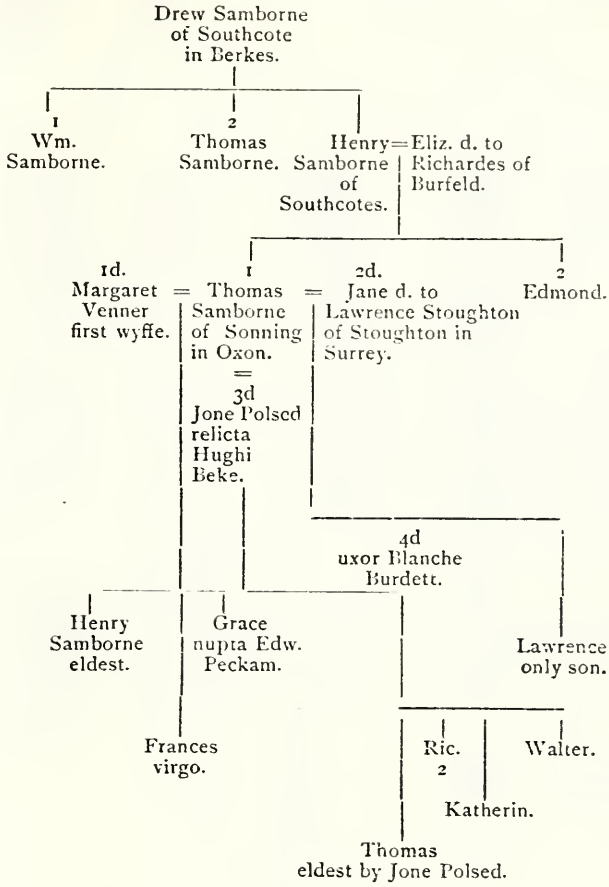 Drew Samborne
of Southcote
in Berkes.
1
Wm.
Samborne.
2
Thomas
Samborne.
Henry=Eliz. d. to
Samborne Richardes of
of Burfeld.
Southcotes.
1d.
Margaret
Venner
first wyffe.
=
1
Thomas
Samborne
of Sonning
in Oxon.
=
2d.
Jane d. to
Lawrence Stoughton
of Stoughton in
Surrey.
2
Edmond.
=
3d
Jone Polsed
relicta
Hughi
Beke.
4d
uxor Blanche
Burdett.
Henry
Samborne
eldest.
Grace
nupta Edw.
Peckam.
Lawrence
only son.
Frances
virgo.
Ric.
2
Walter.
Katherin.
Thomas
eldest by Jone Polsed.